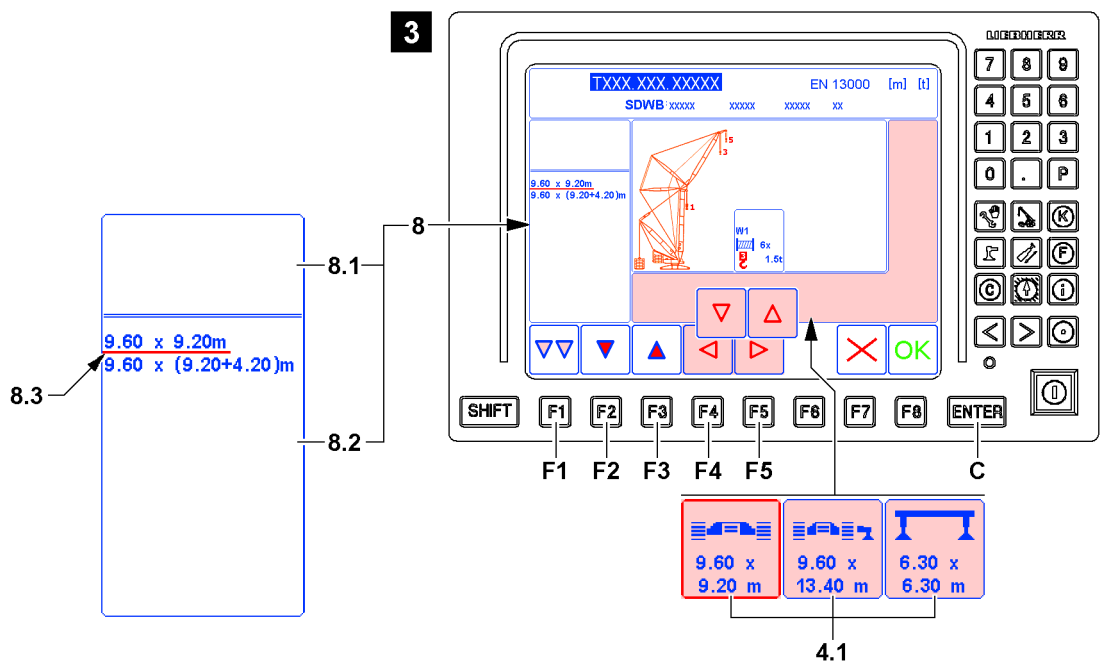 3
LIEBHERR
TXXX.XXX.XXXXX
EN 13000 [m] [t]
SDWB: xxxxx xxxxx xxxxx xx
9.60 x 9.20m
9.60 x (9.20+4.20)m
5
3
1
W1
6x
3
1.5t
OK
7 8 9
4 5 6
1 2 3
0 . P
K
F
C i
< >
SHIFT F1 F2 F3 F4 F5 F6 F7 F8 ENTER
F1 F2 F3 F4 F5 C
8
8.1
9.60 x 9.20m
9.60 x (9.20+4.20)m
8.3
8.2
9.60 x
9.20 m
9.60 x
13.40 m
6.30 x
6.30 m
4.1